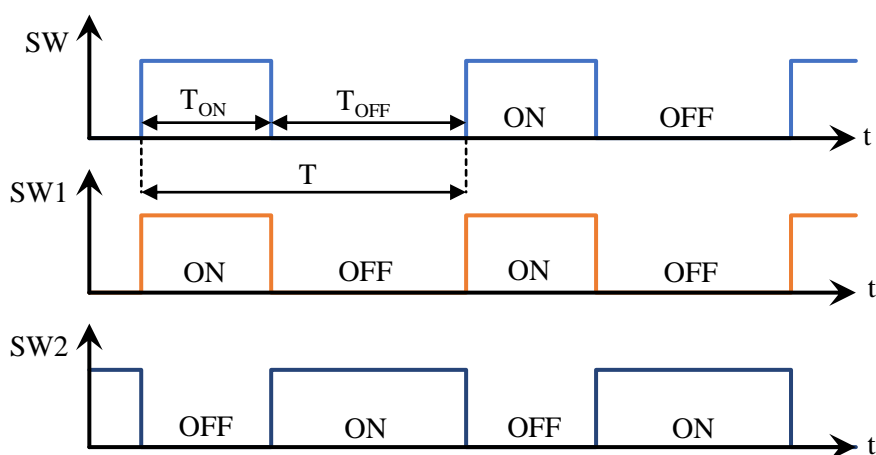 SW
T_ON T_OFF ON OFF
t
T
SW1
ON OFF ON OFF
t
SW2
OFF ON OFF ON
t